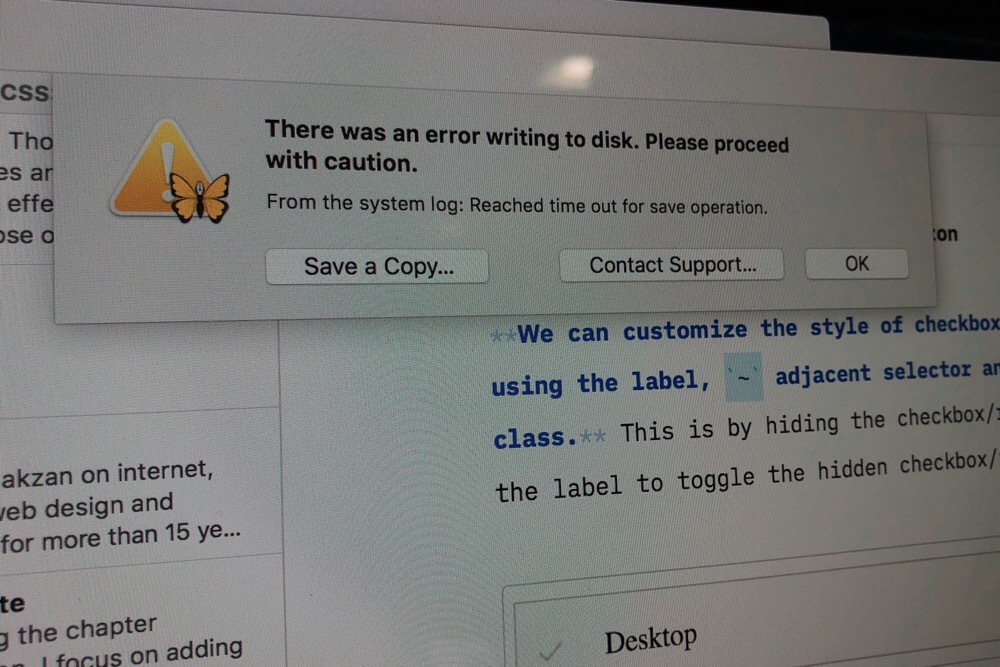 css
There was an error writing to disk. Please proceed
with caution.
From the system log: Reached time out for save operation.
Save a Copy...
Contact Support...
OK
Tho
es ar
effe
ose o
**We can customize the style of checkbox
using the label, `~` adjacent selector an
class.** This is by hiding the checkbox/
the label to toggle the hidden checkbox/
akzan on internet,
web design and
for more than 15 ye...
te
g the chapter
I focus on adding
Desktop